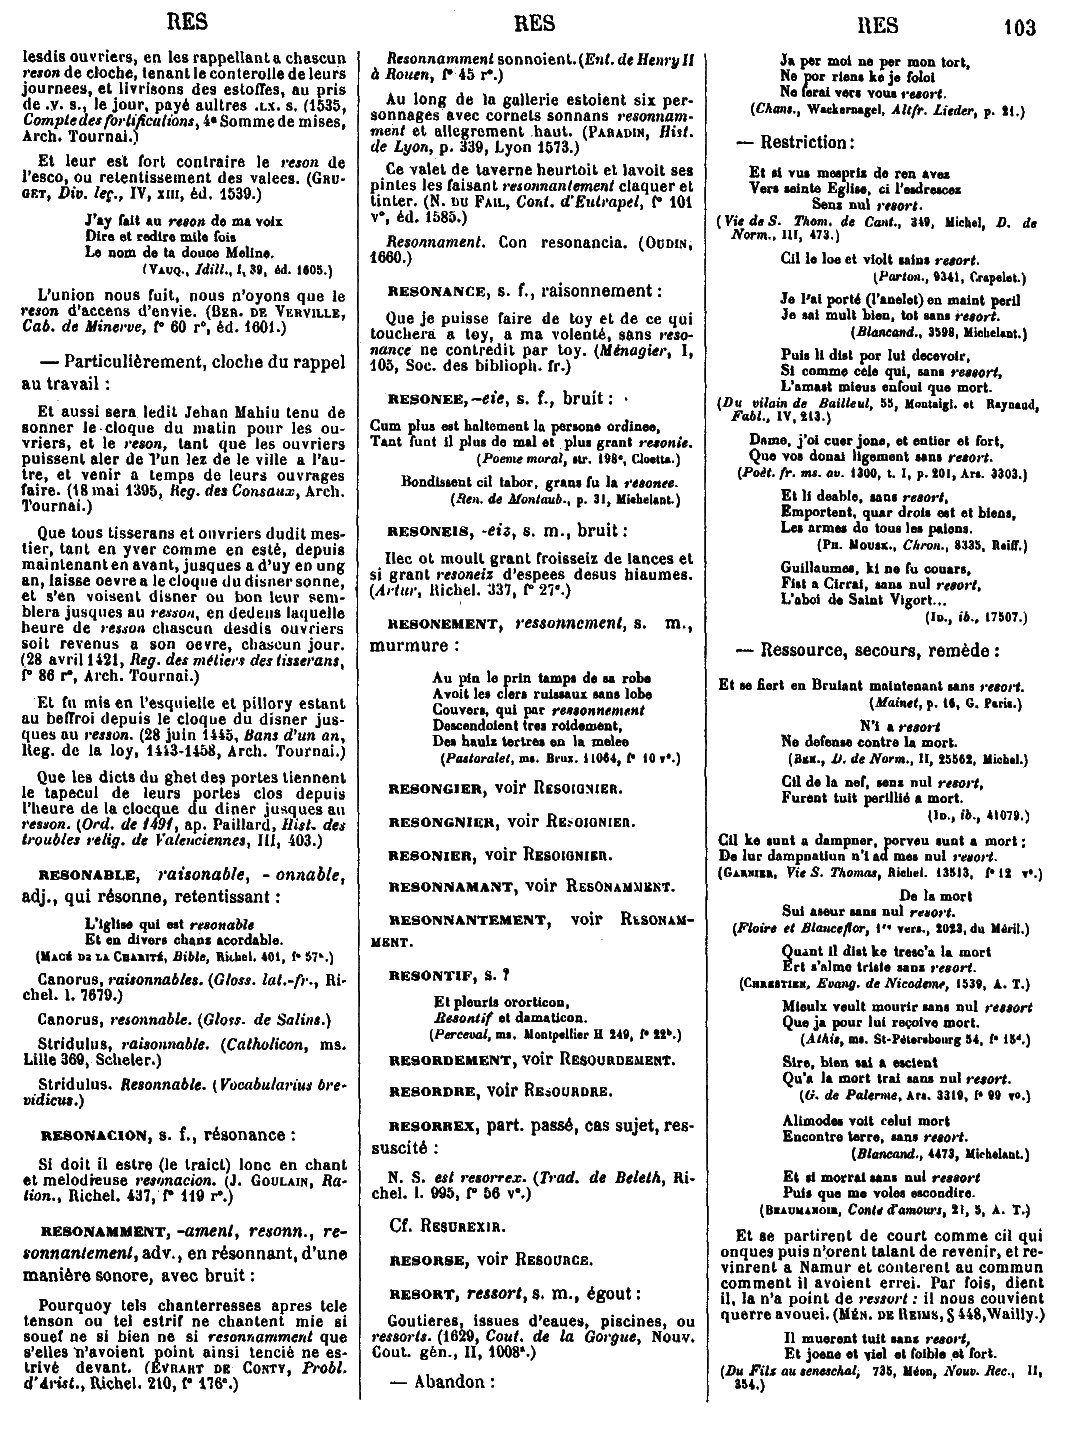 RES
RES
RES 103
lesdis ouvriers, en les rappellant a chascun
reson de cloche, tenant le conterolle de leurs
journees, et livrisons des estoffes, au pris
de .v. s., le jour, payé aultres .LX. s. (1535,
Compte des fortifications, 4e Somme de mises,
Arch. Tournai.)
Et leur est fort contraire le reson de
l'esco, ou retentissement des valees. (GRU-
GET, Div. leç., IV, XIII, éd. 1539.)
J'ay fait au reson de ma voix
Dire et redire mile fois
Le nom de ta douce Meline.
(VAUQ., Idill., I, 39, éd. 1605.)
L'union nous fuit, nous n'oyons que le
reson d'accens d'envie. (BER. DE VERVILLE,
Cab. de Minerve, f° 60 r°, éd. 1601.)
— Particulièrement, cloche du rappel
au travail :
Et aussi sera ledit Jehan Mahiu tenu de
sonner le cloque du matin pour les ou-
vriers, et le reson, tant que les ouvriers
puissent aler de l'un lez de le ville a l'au-
tre, et venir a temps de leurs ouvrages
faire. (18 mai 1395, Reg. des Consaux, Arch.
Tournai.)
Que tous tisserans et ouvriers dudit mes-
tier, tant en yver comme en esté, depuis
maintenant en avant, jusques a d'uy en ung
an, laisse oevre a le cloque du disner sonne,
et s'en voisent disner ou bon leur sem-
blera jusques au resson, en dedens laquelle
heure de resson chascun desdis ouvriers
soit revenus a son oevre, chascun jour.
(28 avril 1421, Reg. des métiers des tisserans,
f° 86 r°, Arch. Tournai.)
Et fu mis en l'esquielle et pillory estant
au beffroi depuis le cloque du disner jus-
ques au resson. (28 juin 1445, Bans d'un an,
Reg. de la loy, 1443-1458, Arch. Tournai.)
Que les dicts du ghet des portes tiennent
le tapecul de leurs portes clos depuis
l'heure de la clocque du diner jusques au
resson. (Ord. de 1491, ap. Paillard, Hist. des
troubles relig. de Valenciennes, III, 403.)
RESONABLE, raisonable, - onnable,
adj., qui résonne, retentissant :
L'iglise qui est resonable
Et en divers chans acordable.
(MACÉ DE LA CHARITÉ, Bible, Richel. 401, f° 57c.)
Canorus, raisonnables. (Gloss. lat.-fr., Ri-
chel. l. 7679.)
Canorus, resonnable. (Gloss. de Salins.)
Stridulus, raisonnable. (Catholicon, ms.
Lille 369, Scheler.)
Stridulus. Resonnable. (Vocabularius bre-
vidicus.)
RESONACION, s. f., résonance :
Si doit il estre (le traict) lonc en chant
et melodieuse resonacion. (J. GOULAIN, Ra-
tion., Richel. 437, f° 119 r°.)
RESONAMMENT, -ament, resonn., re-
sonnantement, adv., en résonnant, d'une
manière sonore, avec bruit :
Pourquoy tels chanterresses apres tele
tenson ou tel estrif ne chantent mie si
souef ne si bien ne si resonnamment que
s'elles n'avoient point ainsi tencié ne es-
trivé devant. (EVRART DE CONTY, Probl.
d'Arist., Richel. 210, f° 176a.)
Resonnamment sonnoient. (Ent. de Henry II
à Rouen, f° 45 r°.)
Au long de la gallerie estoient six per-
sonnages avec cornets sonnans resonnam-
ment et allegrement haut. (PARADIN, Hist.
de Lyon, p. 339, Lyon 1573.)
Ce valet de taverne heurtoit et lavoit ses
pintes les faisant resonnantement claquer et
tinter. (N. DU FAIL, Cont. d'Eutrapel, f° 101
v°, éd. 1585.)
Resonnament. Con resonancia. (OUDIN,
1660.)
RESONANCE, s. f., raisonnement :
Que je puisse faire de toy et de ce qui
touchera a toy, a ma volenté, sans reso-
nance ne contredit par toy. (Ménagier, I,
105, Soc. des biblioph. fr.)
RESONEE, -eie, s. f., bruit :
Cum plus est haltement la persone ordinee,
Tant funt il plus de mal et plus grant resonie.
(Poeme moral, str. 198c, Cloetta.)
Bondissent cil tabor, grans fu la resonee.
(Ren. de Montaub., p. 31, Michelant.)
RESONEIS, -eiz, s. m., bruit :
Ilec ot moult grant froisseiz de lances et
si grant resoneiz d'espees desus hiaumes.
(Artur, Richel. 337, f° 27c.)
RESONEMENT, ressonnement, s. m.,
murmure :
Au pin le prin tamps de sa robe
Avoit les clers ruissaux sans lobe
Couvers, qui par ressonnement
Descendoient tres roidement,
Des haulz tertres en la melee
(Pastoralet, ms. Brux. 11064, f° 10 v°.)
RESONGIER, voir RESOIGNIER.
RESONGNIER, voir RESOIGNIER.
RESONIER, voir RESOIGNIER.
RESONNAMANT, voir RESONAMMENT.
RESONNANTEMENT, voir RESONAM-
MENT.
RESONTIF, s. ?
Et pleuris ororticon,
Resontif et damaticon.
(Perceval, ms. Montpellier H 249, f° 22b.)
RESORDEMENT, voir RESOURDEMENT.
RESORDRE, voir RESOURDRE.
RESORREX, part. passé, cas sujet, res-
suscité :
N. S. est resorrex. (Trad. de Beleth, Ri-
chel. l. 995, f° 56 v°.)
Cf. RESUREXIR.
RESORSE, voir RESOURCE.
RESORT, ressort, s. m., égout :
Goutieres, issues d'eaues, piscines, ou
ressorts. (1629, Cout. de la Gorgue, Nouv.
Cout. gén., II, 1008a.)
— Abandon :
Ja per moi ne per mon tort,
Ne por riens ke je foloi
Ne ferai vers vous resort.
(Chans., Wackernagel, Altfr. Lieder, p. 21.)
— Restriction :
Et si vus mespris de ren avez
Vers seinte Eglise, ci l'esdrescez
Senz nul resort.
(Vie de S. Thom. de Cant., 349, Michel, D. de
Norm., III, 473.)
Cil le loe et violt sains resort.
(Parton., 9341, Crapelet.)
Je l'ai porté (l'anelet) en maint peril
Je sai mult bien, tot sans resort.
(Blancand., 3598, Michelant.)
Puis li dist por lui decevoir,
Si comme cele qui, sans ressort,
L'amast mieus enfoui que mort.
(Du vilain de Bailleul, 55, Montaigl. et Raynaud,
Fabl., IV, 213.)
Dame, j'oi cuer jone, et entier et fort,
Que vos donai ligement sans resort.
(Poët. fr. ms. av. 1300, t. I, p. 201, Ars. 3303.)
Et li deable, sans resort,
Emportent, quar drois est et biens,
Les armes do tous les paiens.
(PH. MOUSK., Chron., 8335, Reiff.)
Guillaumes, ki ne fu couars,
Fist a Cirrai, sans nul resort,
L'aboi de Saint Vigort...
(ID., ib., 17507.)
— Ressource, secours, remède :
Et se fiert en Bruiant maintenant sans resort.
(Mainet, p. 16, G. Paris.)
N'i a resort
Ne defense contre la mort.
(BEN., D. de Norm., II, 25562, Michel.)
Cil de la nef, senz nul resort,
Furent tuit perillié a mort.
(ID., ib., 41079.)
Cil ke sunt a dampner, porveu sunt a mort ;
De lur dampnatiun n'i ad mes nul resort.
(GARNIER, Vie S. Thomas, Richel. 13513, f° 12 v°.)
De la mort
Sui aseur sans nul resort.
(Floire et Blanceflor, 1re vers., 2023, du Méril.)
Quant il dist ke tresc'a la mort
Ert s'alme triste sanz resort.
(CHRESTIEN, Evang. de Nicodeme, 1539, A. T.)
Mieulx veult mourir sans nul ressort
Que ja pour lui reçoive mort.
(Athis, ms. St-Pétersbourg 54, f° 15d.)
Sire, bien sai a escient
Qu'a la mort trai sans nul resort.
(G. de Palerme, Ars. 3319, f° 99 vo.)
Alimodes voit celui mort
Encontre terre, sans resort.
(Blancand., 4473, Michelant.)
Et si morrai sans nul ressort
Puis que me voles escondire.
(BEAUMANOIR, Conte d'amours, 21, 5, A. T.)
Et se partirent de court comme cil qui
onques puis n'orent talant de revenir, et re-
vinrent a Namur et conterent au commun
comment il avoient errei. Par fois, dient
il, la n'a point de ressort : il nous couvient
querre avouei. (MÉN. DE REIMS, § 448, Wailly.)
Il muerent tuit sans resort,
Et joene et viel et foible et fort.
(Du Filz au seneschal, 735, Méon, Nouv. Rec., II,
354.)